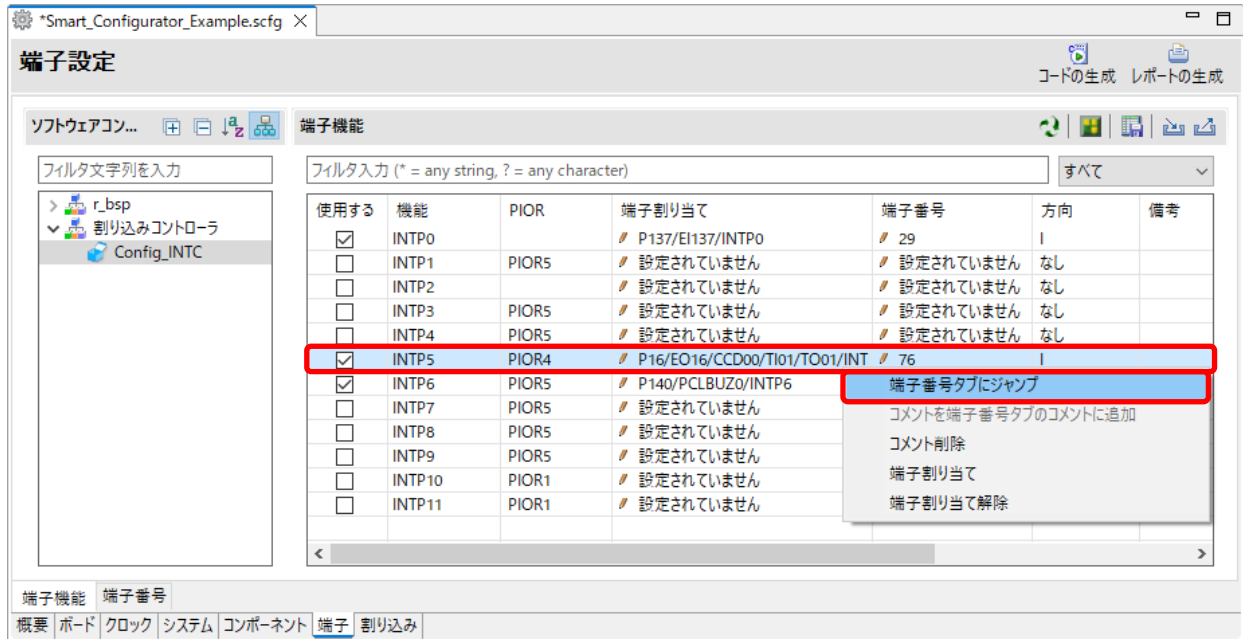 *Smart_Configurator_Example.scfg
端子設定
コードの生成 レポートの生成
ソフトウェアコン...
端子機能
フィルタ文字列を入力
フィルタ入力 (* = any string, ? = any character)
すべて
r_bsp
割り込みコントローラ
Config_INTC
使用する 機能 PIOR 端子割り当て 端子番号 方向 備考
INTP0 P137/EI137/INTP0 29 I
INTP1 PIOR5 設定されていません 設定されていません なし
INTP2 設定されていません 設定されていません なし
INTP3 PIOR5 設定されていません 設定されていません なし
INTP4 PIOR5 設定されていません 設定されていません なし
INTP5 PIOR4 P16/EO16/CCD00/TI01/TO01/INT 76 I
INTP6 PIOR5 P140/PCLBUZ0/INTP6
INTP7 PIOR5 設定されていません
INTP8 PIOR5 設定されていません
INTP9 PIOR5 設定されていません
INTP10 PIOR1 設定されていません
INTP11 PIOR1 設定されていません
端子番号タブにジャンプ
コメントを端子番号タブのコメントに追加
コメント削除
端子割り当て
端子割り当て解除
端子機能 端子番号
概要 ボード クロック システム コンポーネント 端子 割り込み